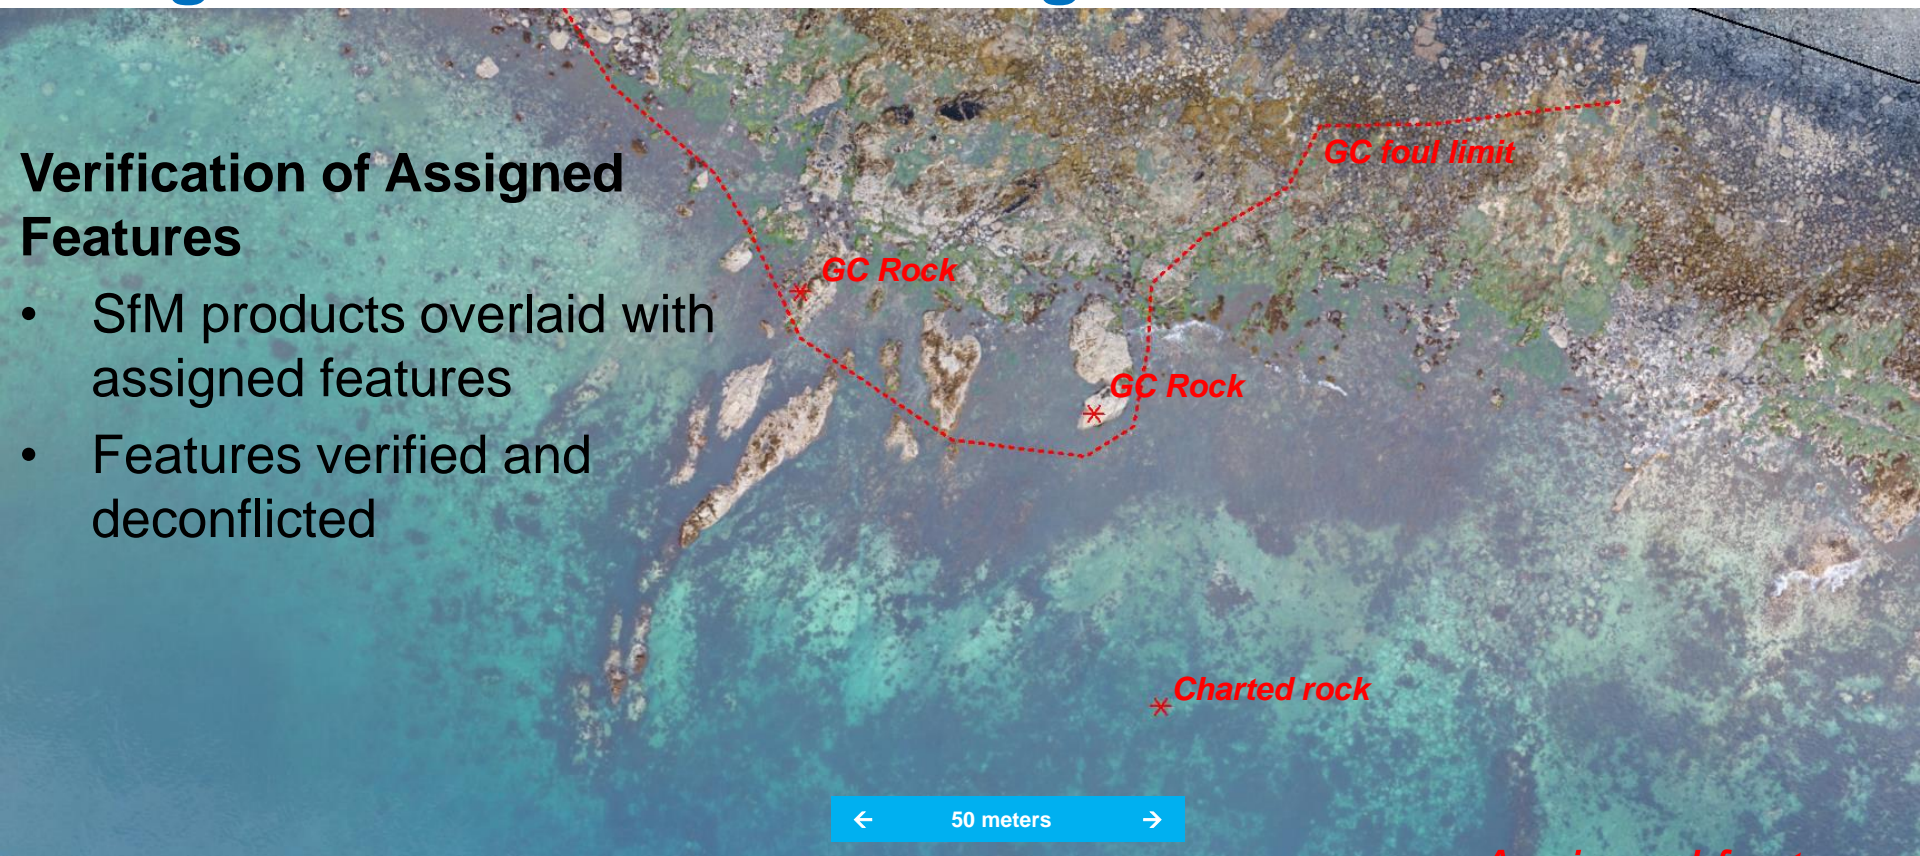 Verification of Assigned
Features
• SfM products overlaid with
assigned features
• Features verified and
deconflicted
GC foul limit
GC Rock
GC Rock
Charted rock
← 50 meters →